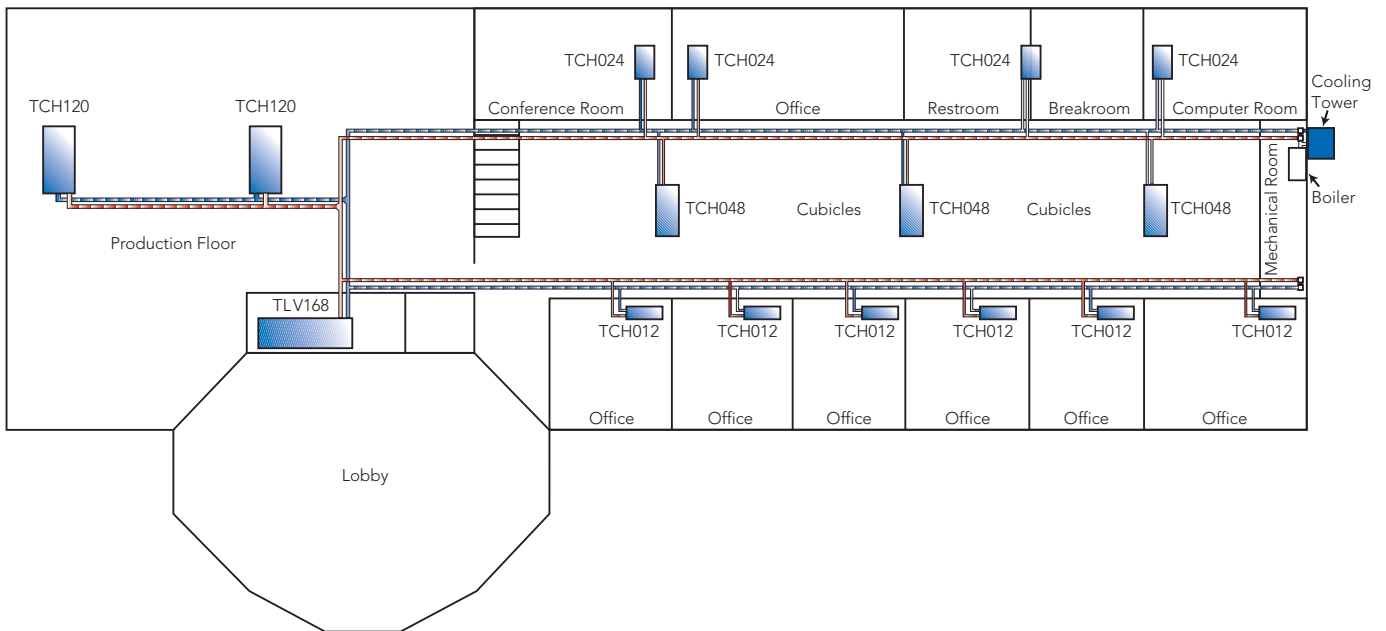 TCH024
TCH024
TCH024
TCH024
Cooling
Tower
TCH120
TCH120
Conference Room
Office
Restroom
Breakroom
Computer Room
Mechanical Room
Boiler
TCH048
Cubicles
TCH048
Cubicles
TCH048
Production Floor
TLV168
TCH012
TCH012
TCH012
TCH012
TCH012
TCH012
Office
Office
Office
Office
Office
Office
Lobby